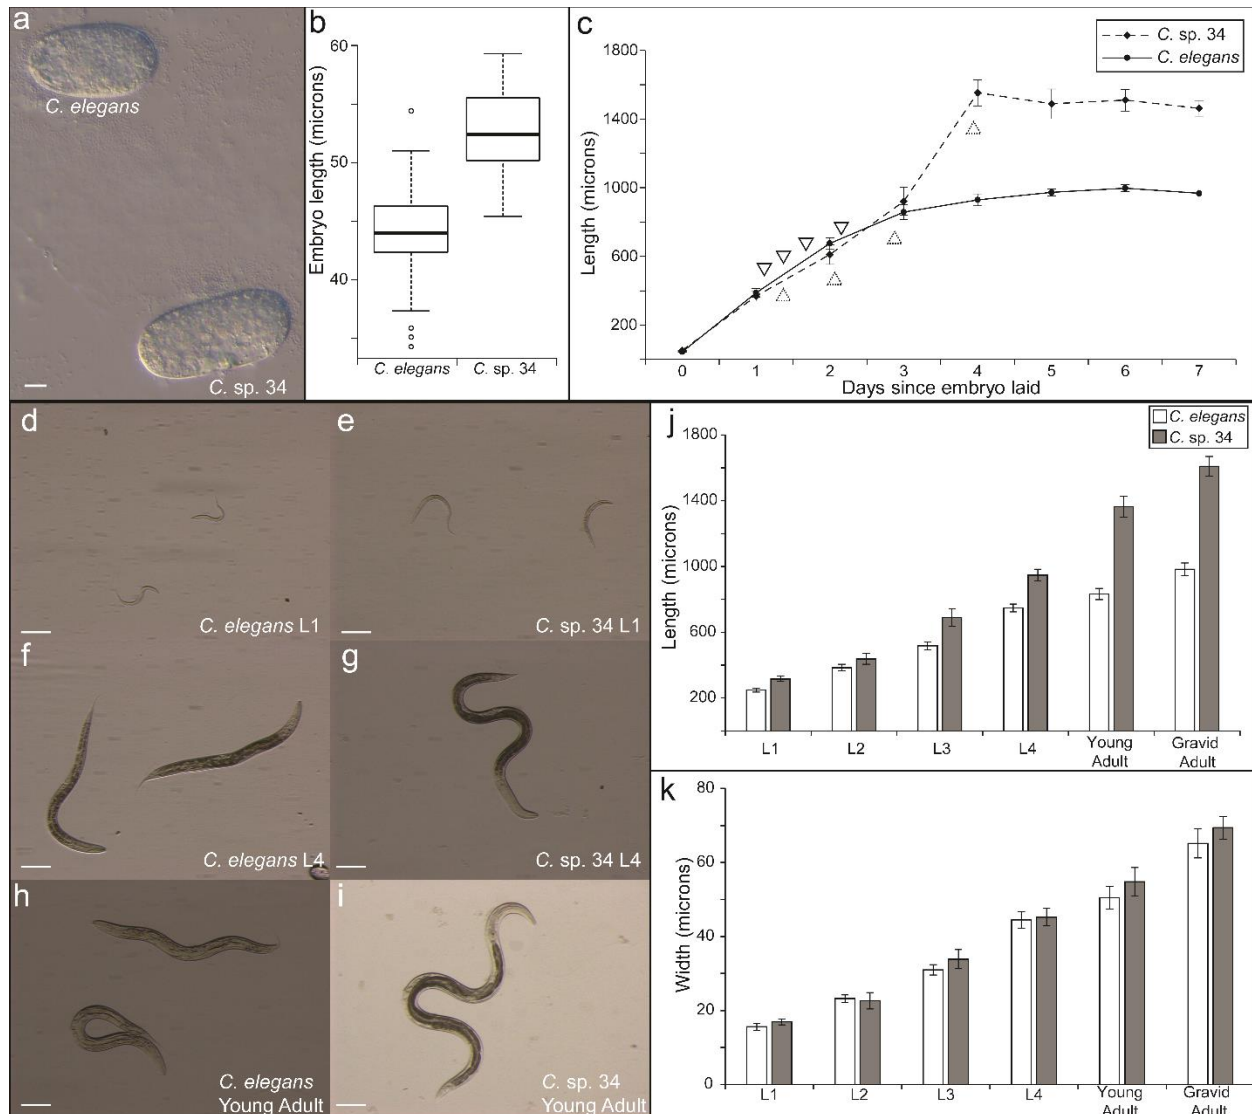 a
C. elegans
C. sp. 34
b
Embryo length (microns)
60
50
40
C. elegans
C. sp. 34
c
C. sp. 34
C. elegans
Length (microns)
1800
1400
1000
600
200
0 1 2 3 4 5 6 7
Days since embryo laid
d
C. elegans L1
e
C. sp. 34 L1
f
C. elegans L4
g
C. sp. 34 L4
h
C. elegans
Young Adult
i
C. sp. 34
Young Adult
j
C. elegans
C. sp. 34
Length (microns)
1800
1400
1000
600
200
L1 L2 L3 L4 Young Gravid
Adult Adult
k
Width (microns)
80
60
40
20
0
L1 L2 L3 L4 Young Gravid
Adult Adult